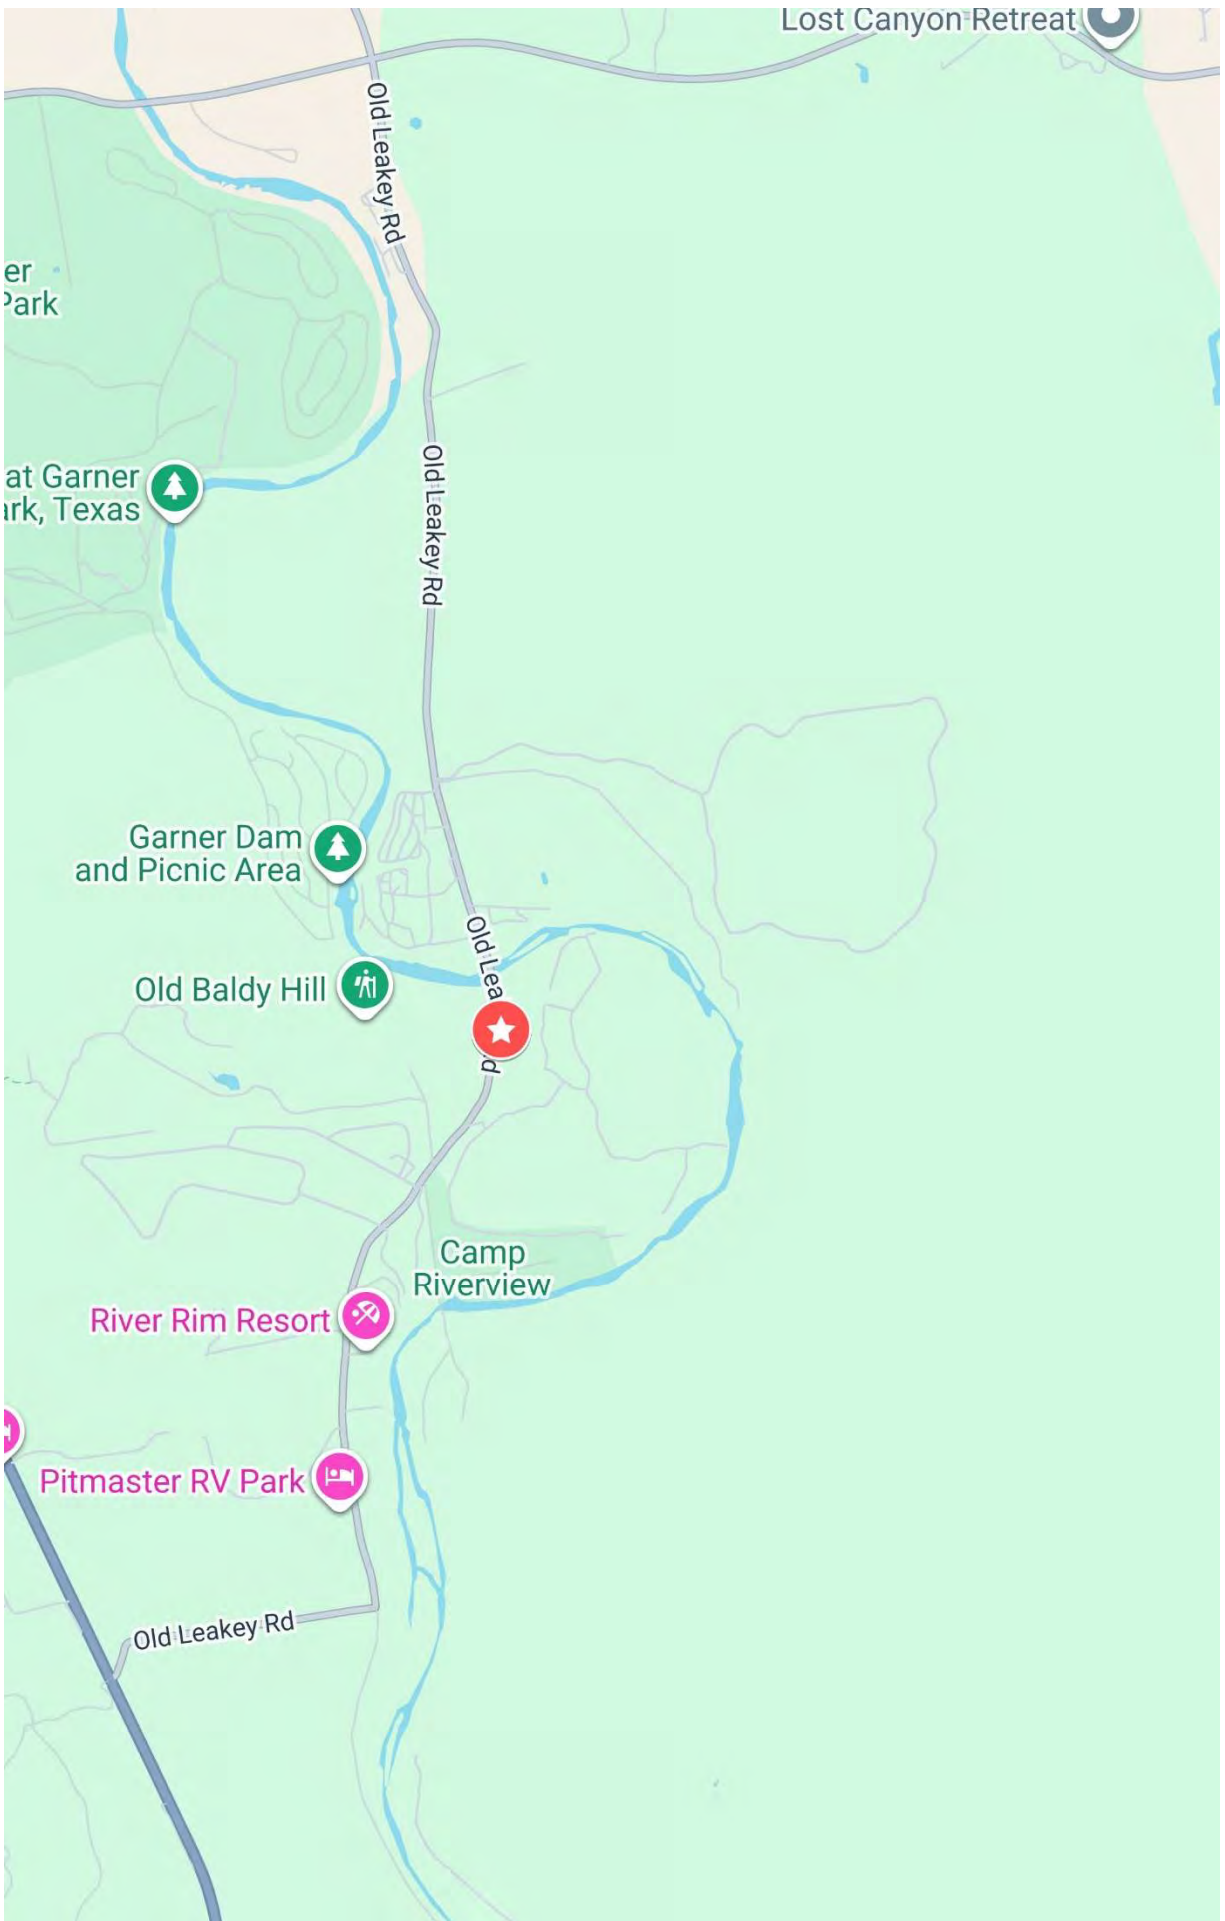 Lost Canyon Retreat
Old Leakey Rd
er
Park
at Garner
ark, Texas
Old Leakey Rd
Garner Dam
and Picnic Area
Old Lea
d
Old Baldy Hill
Camp
Riverview
River Rim Resort
Pitmaster RV Park
Old Leakey Rd